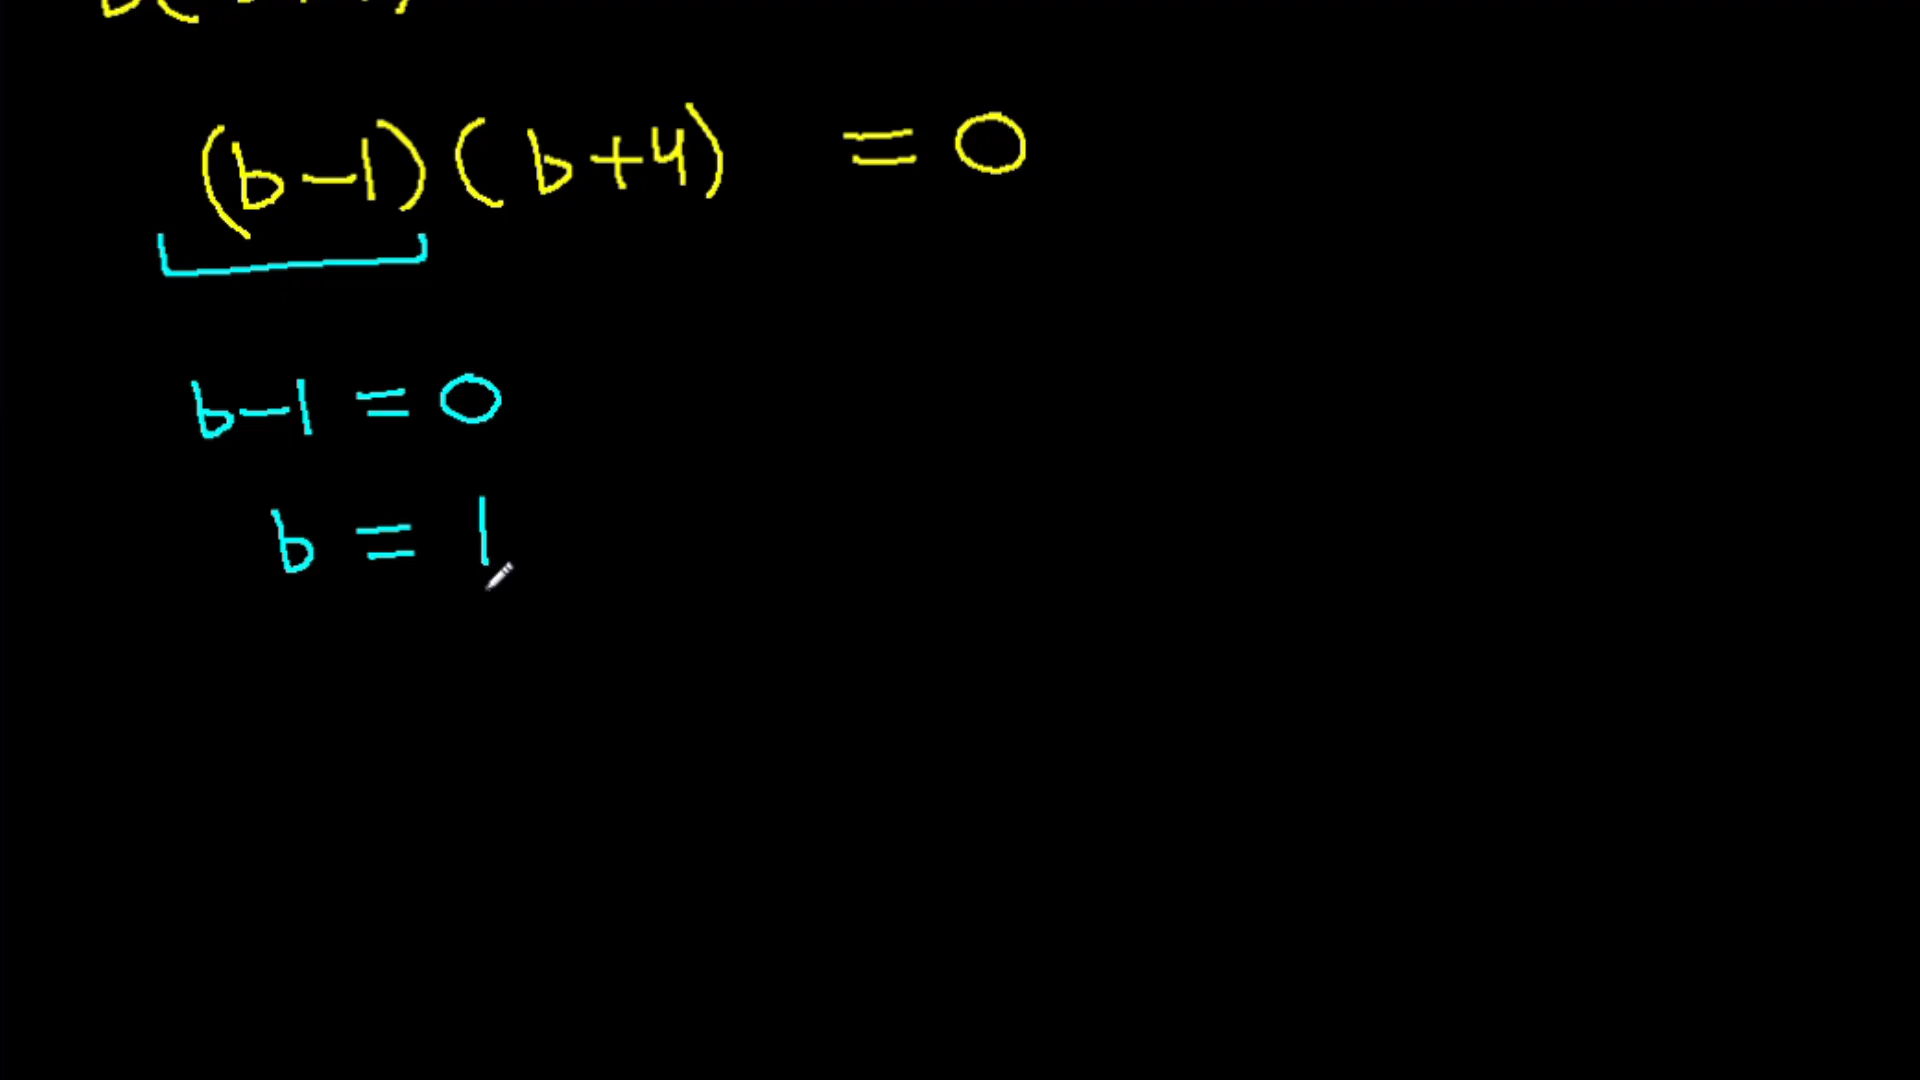 (b-1)(b+4) = 0
b-1 = 0
b = 1